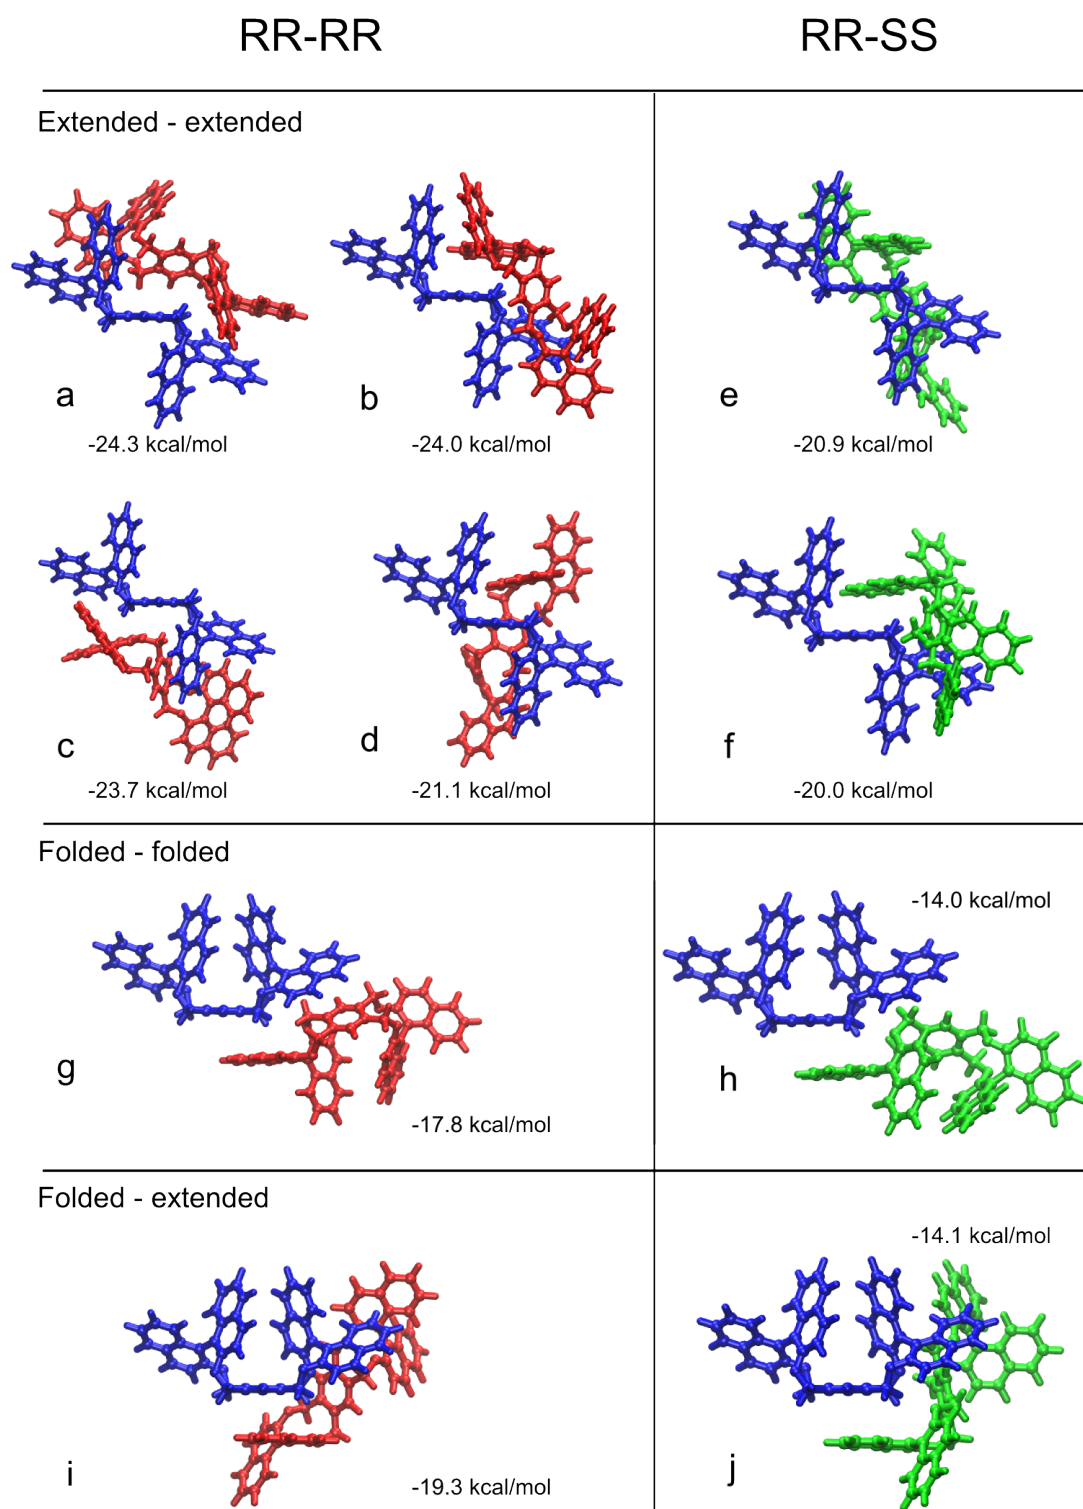 RR-RR
RR-SS
Extended - extended
a
-24.3 kcal/mol
b
-24.0 kcal/mol
e
-20.9 kcal/mol
c
-23.7 kcal/mol
d
-21.1 kcal/mol
f
-20.0 kcal/mol
Folded - folded
g
-17.8 kcal/mol
-14.0 kcal/mol
h
Folded - extended
i
-19.3 kcal/mol
-14.1 kcal/mol
j